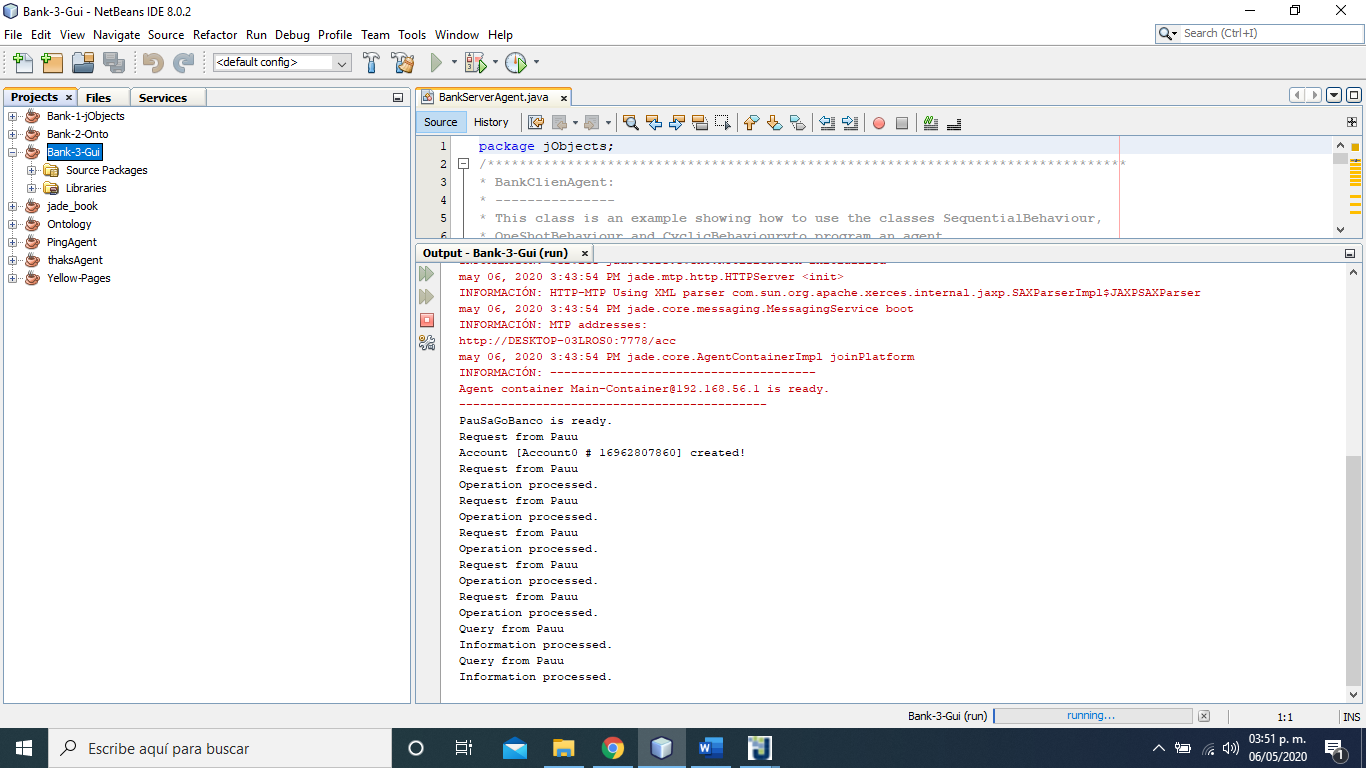 Bank-3-Gui - NetBeans IDE 8.0.2
File Edit View Navigate Source Refactor Run Debug Profile Team Tools Window Help
Search (Ctrl+I)
<default config>
Projects × Files Services
Bank-1-jObjects
Bank-2-Onto
Bank-3-Gui
Source Packages
Libraries
jade_book
Ontology
PingAgent
thaksAgent
Yellow-Pages
BankServerAgent.java ×
Source History
1 package jObjects;
2 /********************************************************************************
3 * BankClienAgent:
4 * ---------------
5 * This class is an example showing how to use the classes SequentialBehaviour,
6 * OneShotBehaviour and CyclicBehaviouryto program an agent.
Output - Bank-3-Gui (run) ×
may 06, 2020 3:43:54 PM jade.mtp.http.HTTPServer <init>
INFORMACIÓN: HTTP-MTP Using XML parser com.sun.org.apache.xerces.internal.jaxp.SAXParserImpl$JAXPSAXParser
may 06, 2020 3:43:54 PM jade.core.messaging.MessagingService boot
INFORMACIÓN: MTP addresses:
http://DESKTOP-03LROS0:7778/acc
may 06, 2020 3:43:54 PM jade.core.AgentContainerImpl joinPlatform
INFORMACIÓN: --------------------------------------
Agent container Main-Container@192.168.56.1 is ready.
--------------------------------------------
PauSaGoBanco is ready.
Request from Pauu
Account [Account0 # 16962807860] created!
Request from Pauu
Operation processed.
Request from Pauu
Operation processed.
Request from Pauu
Operation processed.
Request from Pauu
Operation processed.
Request from Pauu
Operation processed.
Query from Pauu
Information processed.
Query from Pauu
Information processed.
Bank-3-Gui (run) running... 1:1 INS
Escribe aquí para buscar
03:51 p. m.
06/05/2020
1